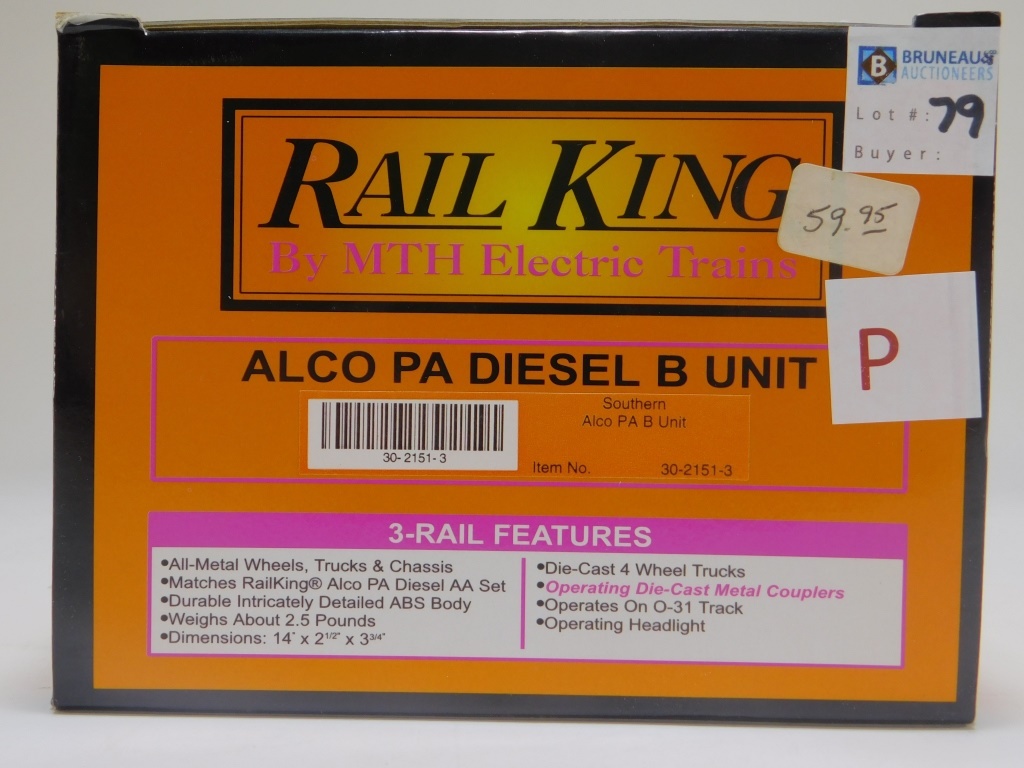 BRUNEAU&
AUCTIONEERS
Lot #: 79
Buyer:
RAIL KING
By MTH Electric Trains
59.95
P
ALCO PA DIESEL B UNIT
Southern
Alco PA B Unit
30-2151-3
Item No. 30-2151-3
3-RAIL FEATURES
•All-Metal Wheels, Trucks & Chassis
•Matches RailKing® Alco PA Diesel AA Set
•Durable Intricately Detailed ABS Body
•Weighs About 2.5 Pounds
•Dimensions: 14" x 2 1/2" x 3 3/4"
•Die-Cast 4 Wheel Trucks
•Operating Die-Cast Metal Couplers
•Operates On O-31 Track
•Operating Headlight